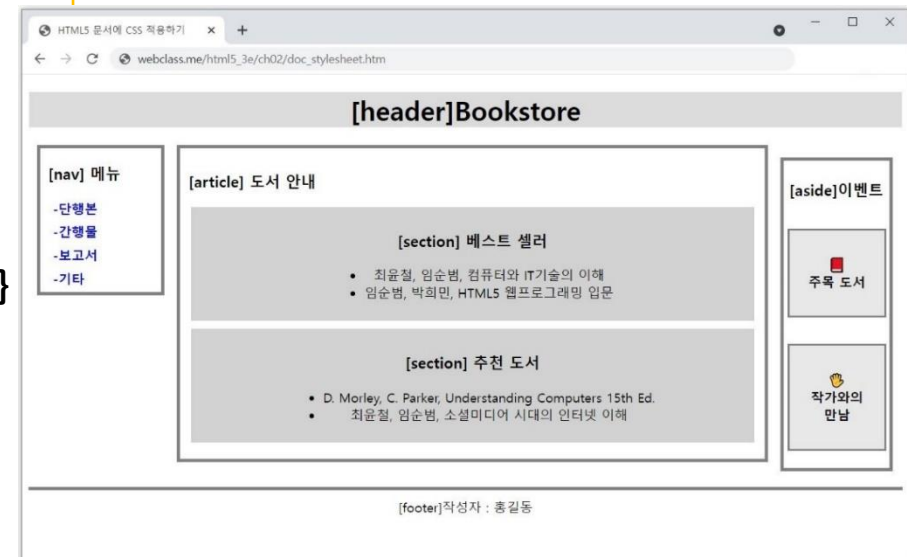 HTML5 문서에 CSS 적용하기
webclass.me/html5_3e/ch02/doc_stylesheet.htm
[header]Bookstore
[nav] 메뉴
-단행본
-간행물
-보고서
-기타
}
[article] 도서 안내
[section] 베스트 셀러
• 최윤철, 임순범, 컴퓨터와 IT기술의 이해
• 임순범, 박희민, HTML5 웹프로그래밍 입문
[section] 추천 도서
• D. Morley, C. Parker, Understanding Computers 15th Ed.
• 최윤철, 임순범, 소셜미디어 시대의 인터넷 이해
[aside]이벤트
주목 도서
작가와의
만남
[footer]작성자 : 홍길동